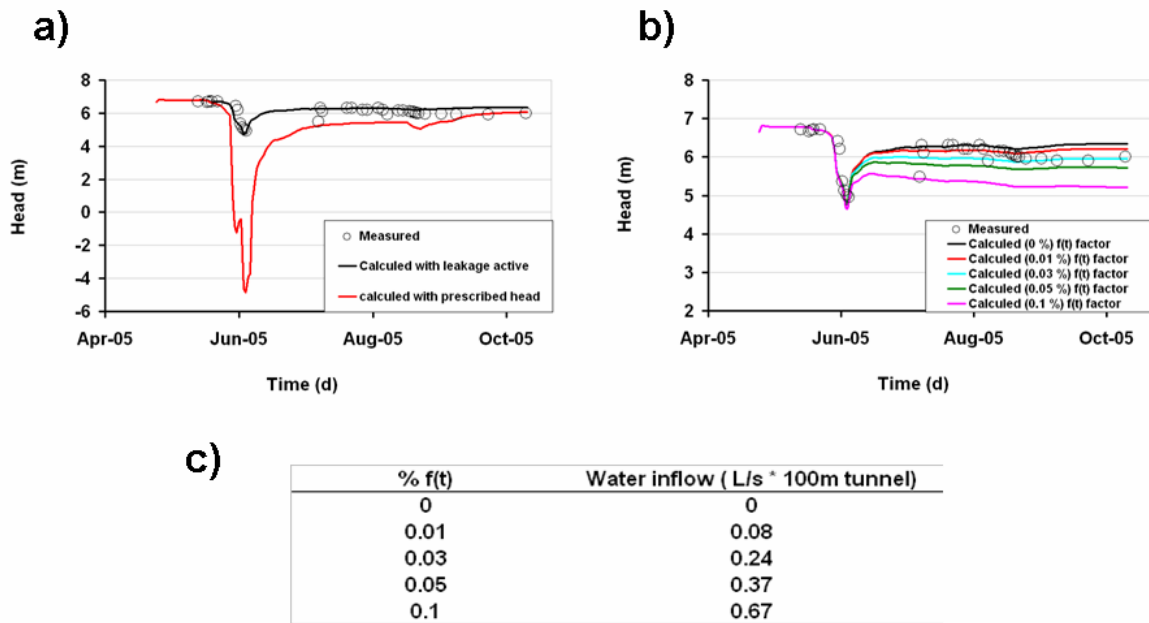 a)
8
6
4
2
0
-2
-4
-6
Head (m)
Measured
Calculed with leakage active
calculed with prescribed head
Apr-05 Jun-05 Aug-05 Oct-05
Time (d)
b)
8
7
6
5
4
3
2
Head (m)
Measured
Calculed (0 %) f(t) factor
Calculed (0.01 %) f(t) factor
Calculed (0.03 %) f(t) factor
Calculed (0.05 %) f(t) factor
Calculed (0.1 %) f(t) factor
Apr-05 Jun-05 Aug-05 Oct-05
Time (d)
c)
% f(t) Water inflow ( L/s * 100m tunnel)
0 0
0.01 0.08
0.03 0.24
0.05 0.37
0.1 0.67